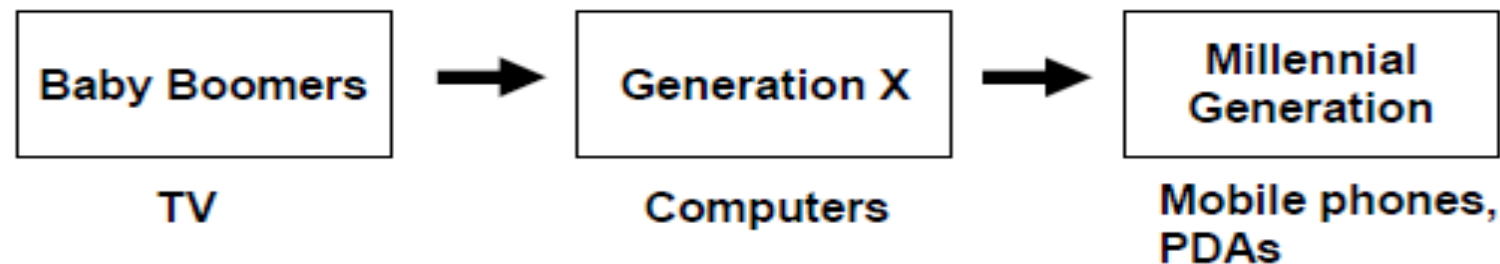 Baby Boomers
Generation X
Millennial
Generation
TV
Computers
Mobile phones,
PDAs